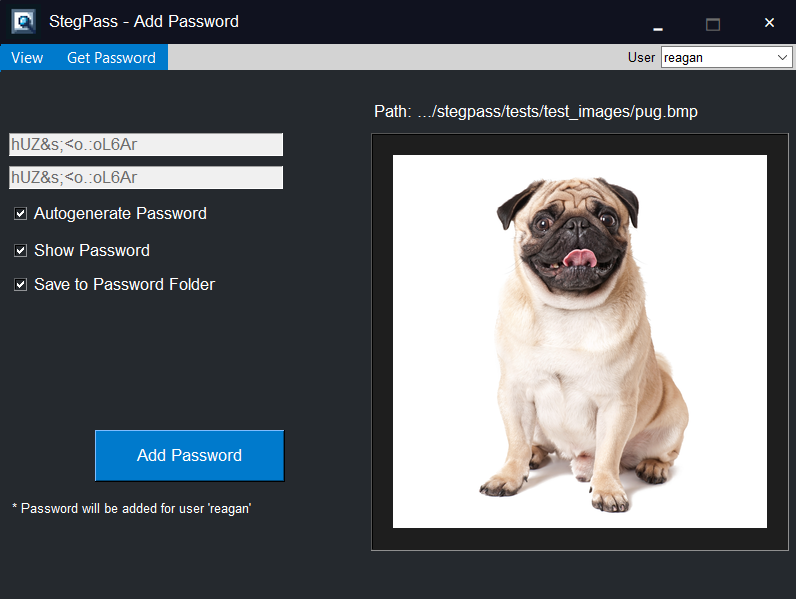 StegPass - Add Password
View Get Password User reagan
Path: .../stegpass/tests/test_images/pug.bmp
hUZ&s;<o.:oL6Ar
hUZ&s;<o.:oL6Ar
Autogenerate Password
Show Password
Save to Password Folder
Add Password
* Password will be added for user 'reagan'